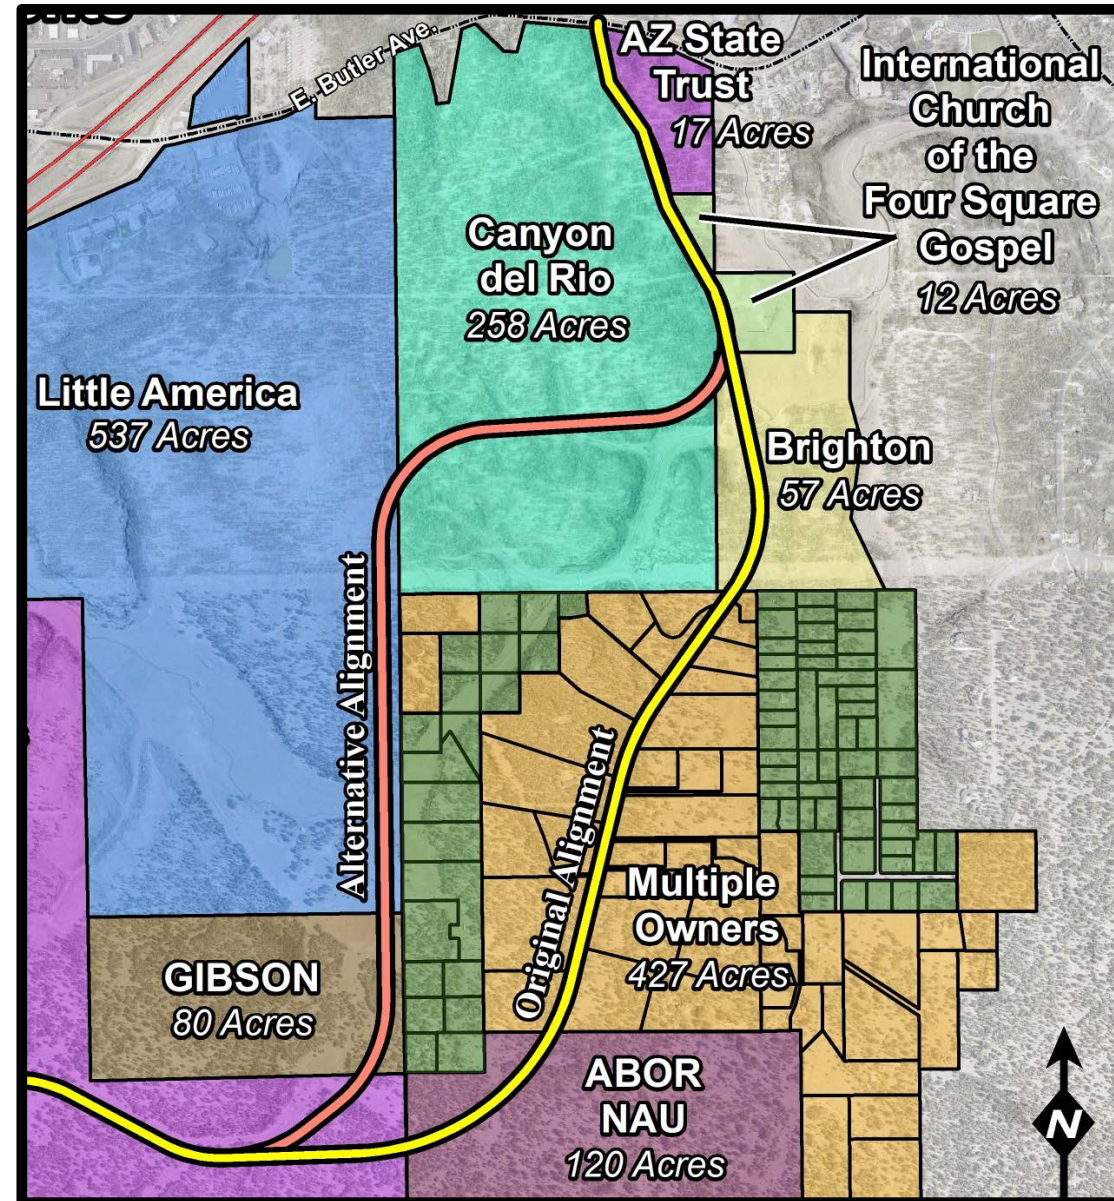 E. Butler Ave.
AZ State
Trust
17 Acres
International
Church
of the
Four Square
Gospel
12 Acres
Canyon
del Rio
258 Acres
Little America
537 Acres
Brighton
57 Acres
Alternative Alignment
Original Alignment
Multiple
Owners
427 Acres
GIBSON
80 Acres
ABOR
NAU
120 Acres
N